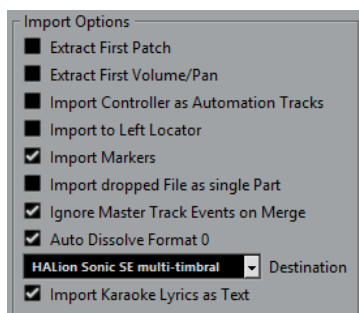 Import Options
Extract First Patch
Extract First Volume/Pan
Import Controller as Automation Tracks
Import to Left Locator
Import Markers
Import dropped File as single Part
Ignore Master Track Events on Merge
Auto Dissolve Format 0
HALion Sonic SE multi-timbral Destination
Import Karaoke Lyrics as Text